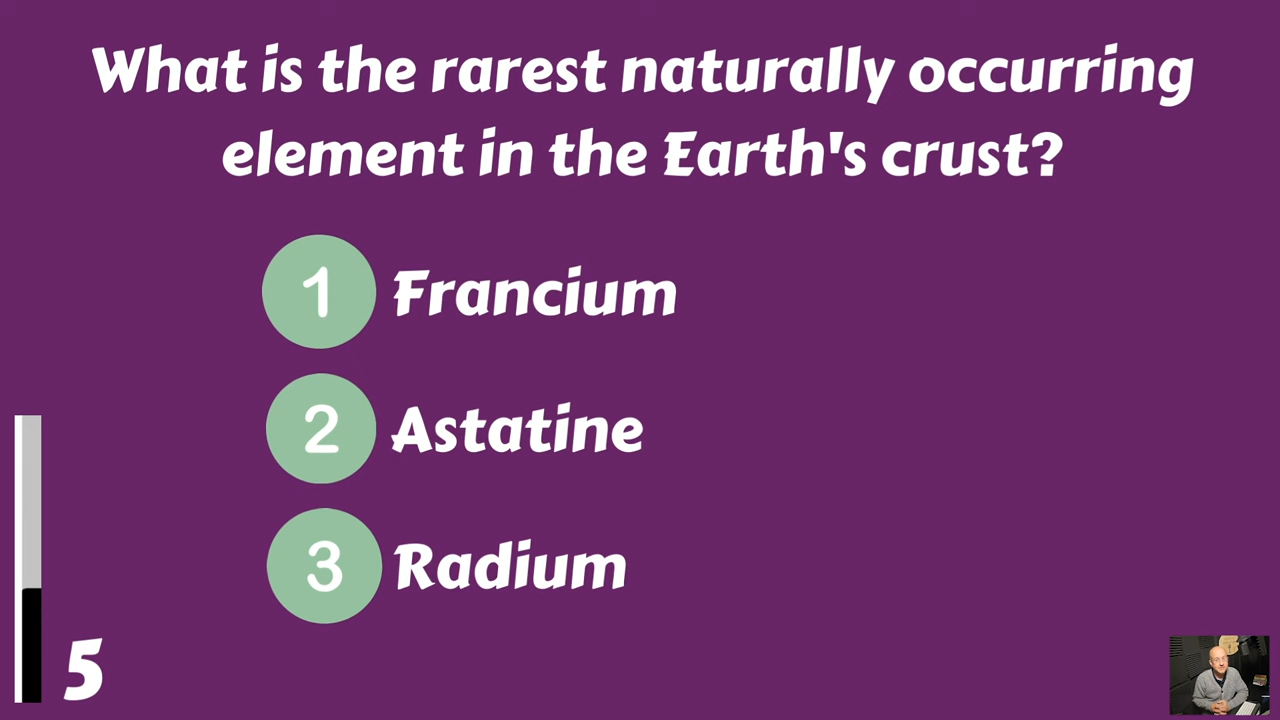 What is the rarest naturally occurring
element in the Earth's crust?
1 Francium
2 Astatine
3 Radium
5